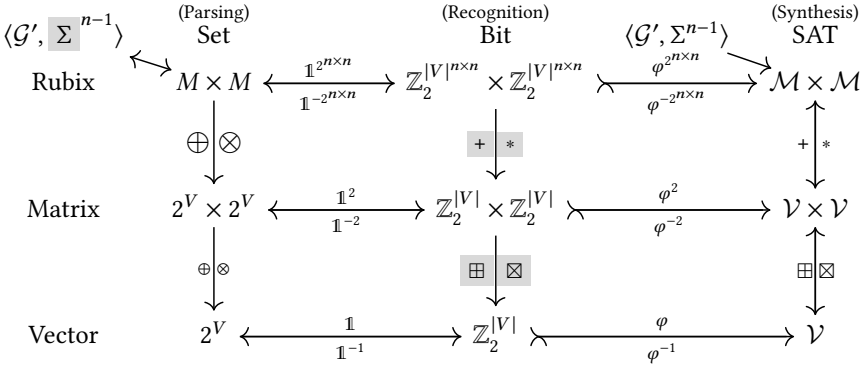 (Parsing) (Recognition) (Synthesis)
⟨𝒢′, Σ^{n−1}⟩ Set Bit ⟨𝒢′, Σ^{n−1}⟩ SAT
Rubix M × M 𝟙^{2^{n×n}} 𝟙^{−2^{n×n}} ℤ₂^{|V|^{n×n}} × ℤ₂^{|V|^{n×n}} φ^{2^{n×n}} φ^{−2^{n×n}} ℳ × ℳ
⊕ ⊗ + * + *
Matrix 2^V × 2^V 𝟙² 𝟙^{−2} ℤ₂^{|V|} × ℤ₂^{|V|} φ² φ^{−2} 𝒱 × 𝒱
⊕ ⊗ ⊞ ⊠ ⊞ ⊠
Vector 2^V 𝟙 𝟙^{−1} ℤ₂^{|V|} φ φ^{−1} 𝒱